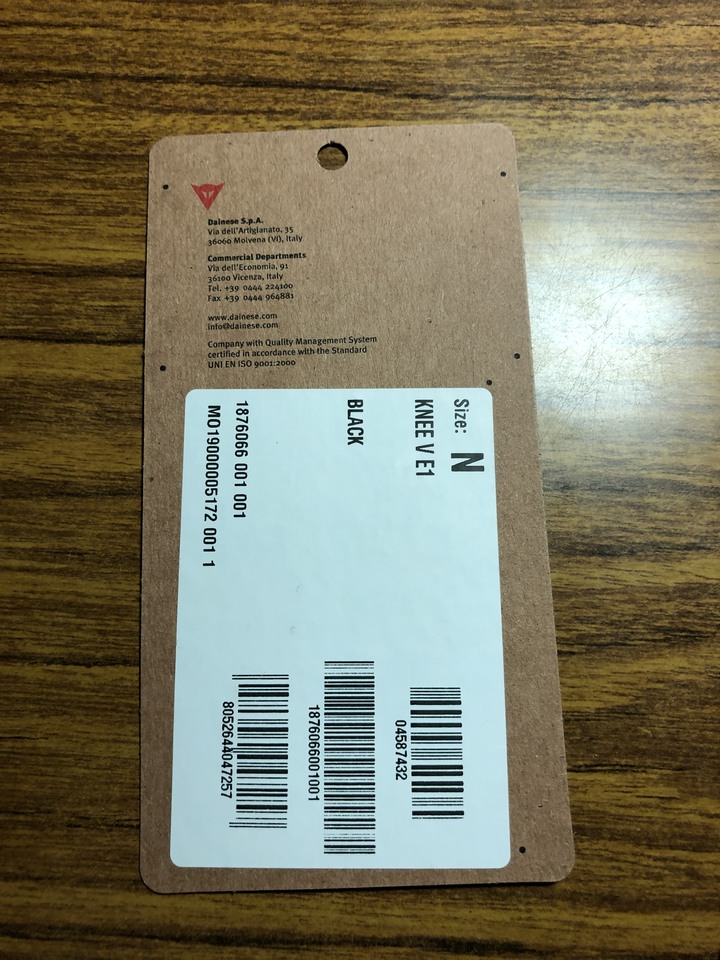 Dainese S.p.A.
Via dell'Artigianato, 35
36060 Molvena (VI), Italy
Commercial Departments
Via dell'Economia, 91
36100 Vicenza, Italy
Tel. +39 0444 224100
Fax +39 0444 964881
www.dainese.com
info@dainese.com
Company with Quality Management System
certified in accordance with the Standard
UNI EN ISO 9001:2000
Size: N
KNEE V E1
BLACK
1876066 001 001
MO19000005172 001 1
04587432
1876066001001
8052644047257